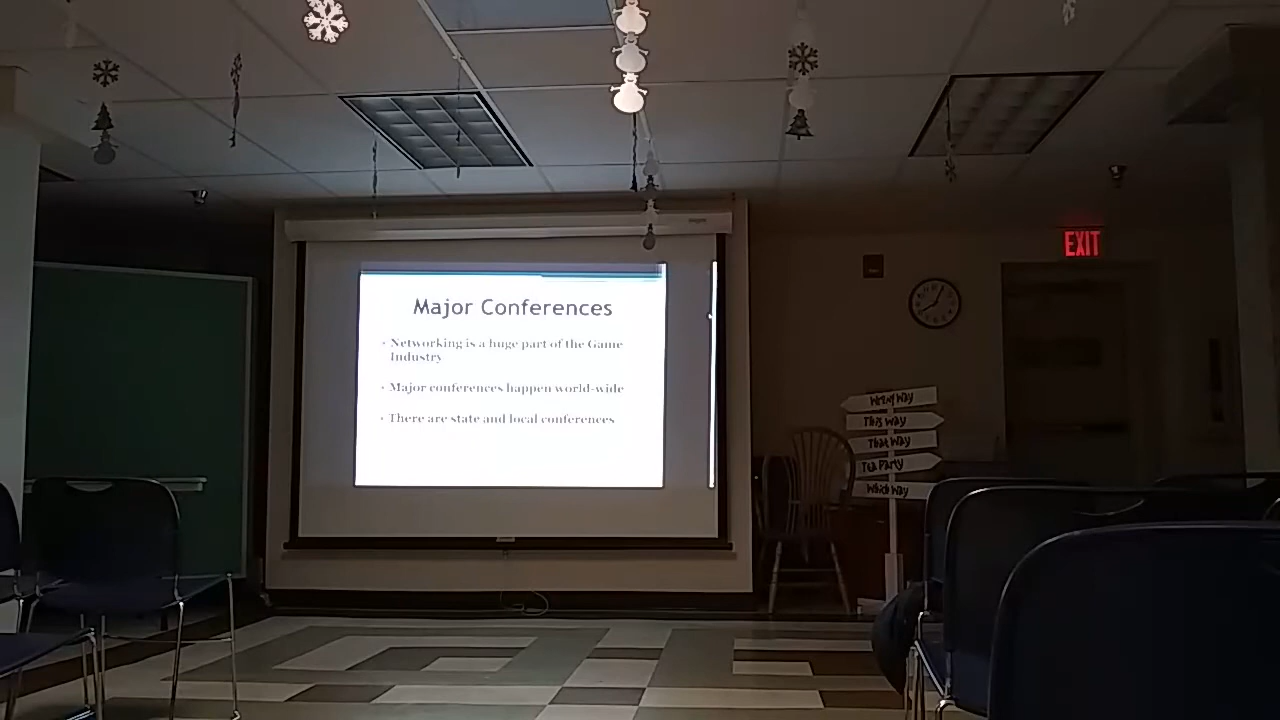 Major Conferences
• Networking is a huge part of the Game
Industry
• Major conferences happen world-wide
• There are state and local conferences
EXIT
Wrong Way
This way
That Way
Tea Party
Which Way